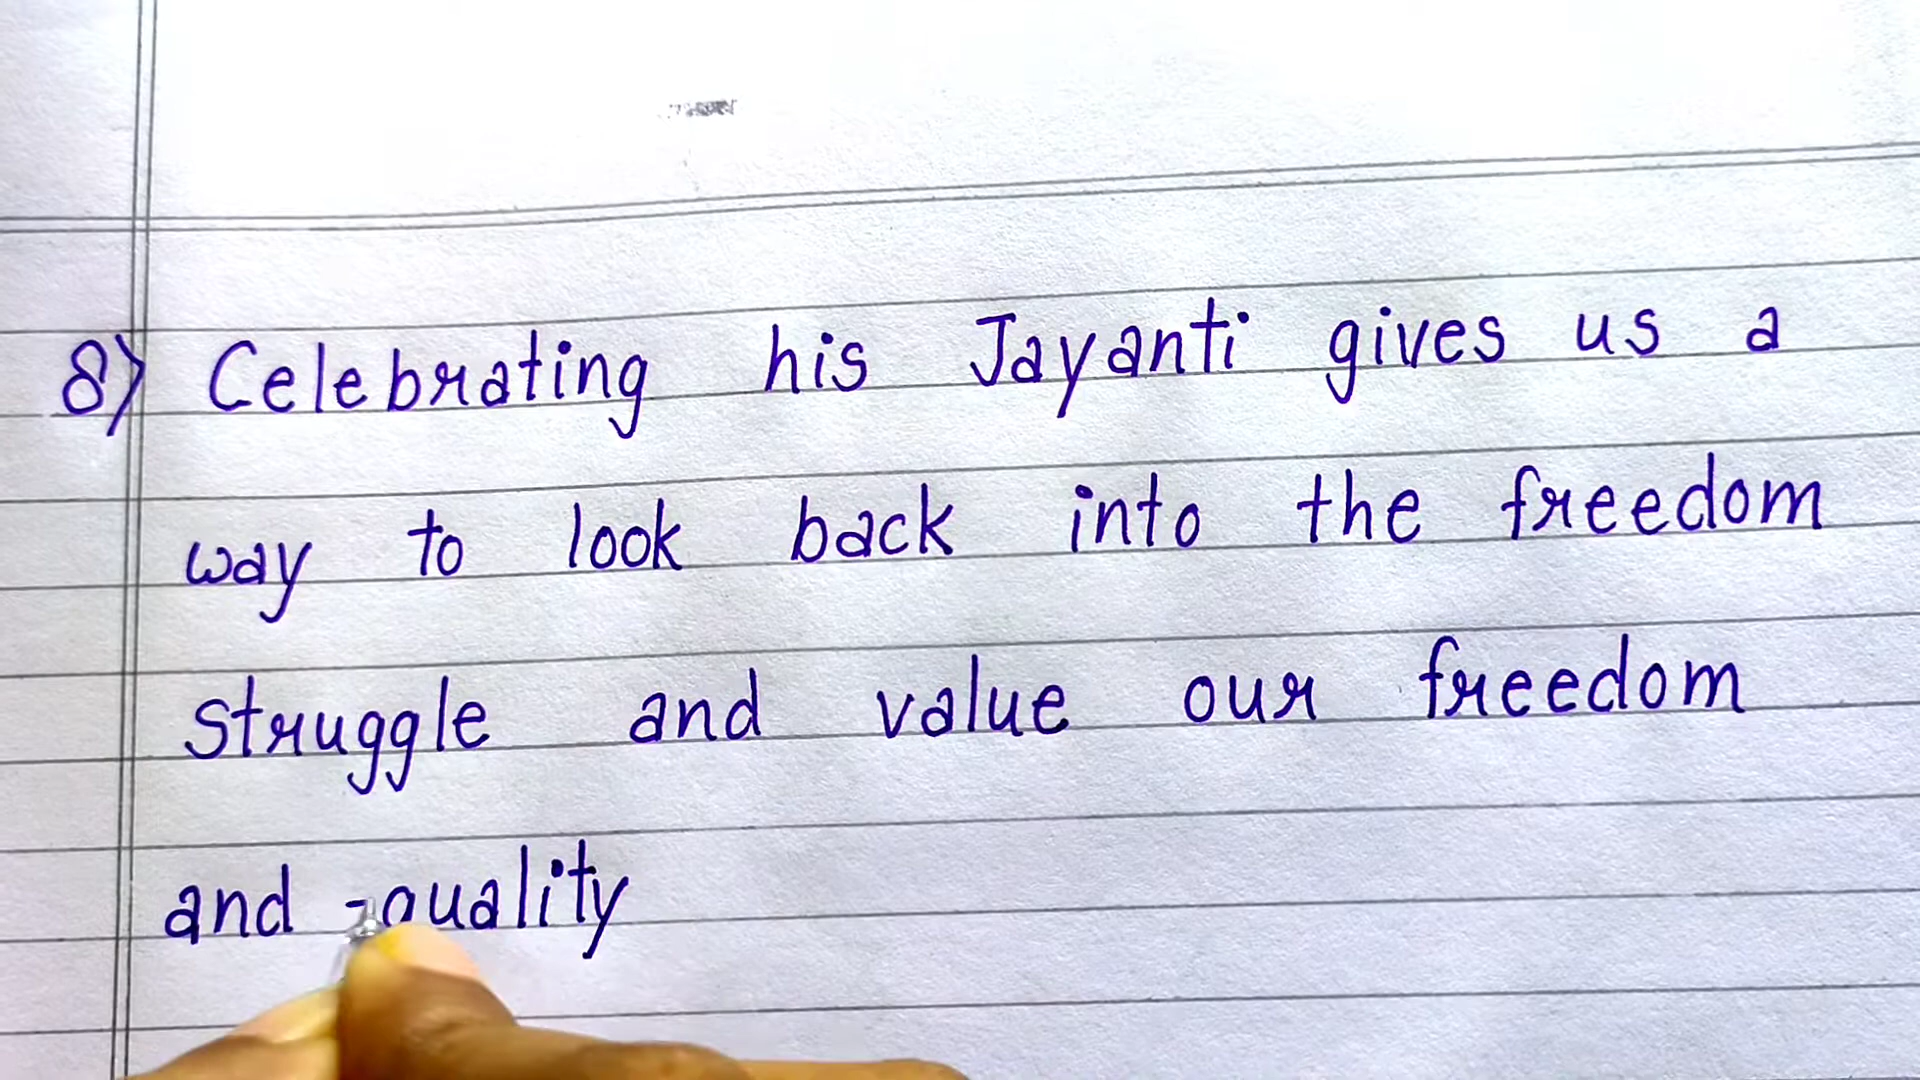 8) Celebrating his Jayanti gives us a
way to look back into the freedom
struggle and value our freedom
and equality